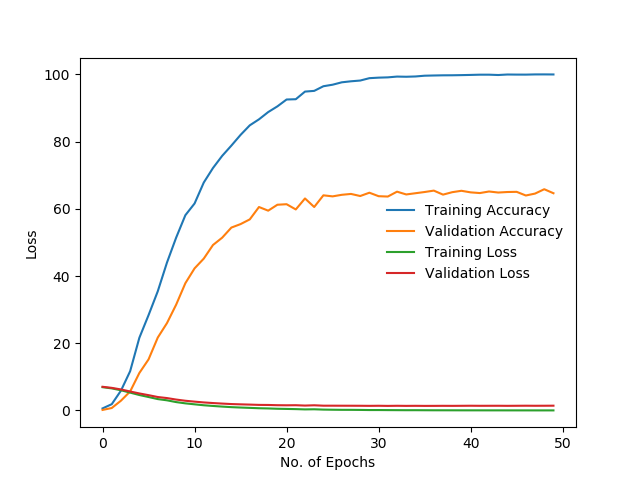 100
80
60
40
20
0
Loss
Training Accuracy
Validation Accuracy
Training Loss
Validation Loss
0 10 20 30 40 50
No. of Epochs